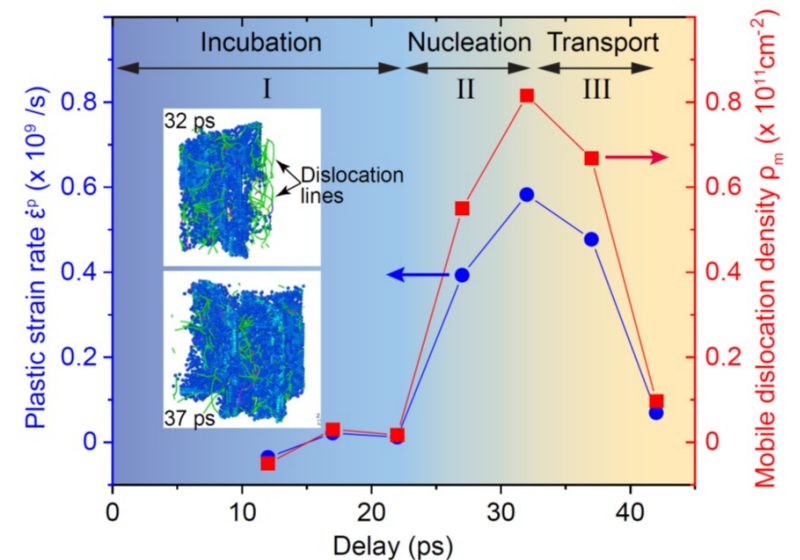 Incubation Nucleation Transport
I II III
0.8 0.8
32 ps
Dislocation
lines
0.6 0.6
0.4 0.4
0.2 0.2
37 ps
0 0
0 10 20 30 40
Delay (ps)
Plastic strain rate ε̇ᵖ (x 10⁹ /s)
Mobile dislocation density ρₘ (x 10¹¹cm⁻²)